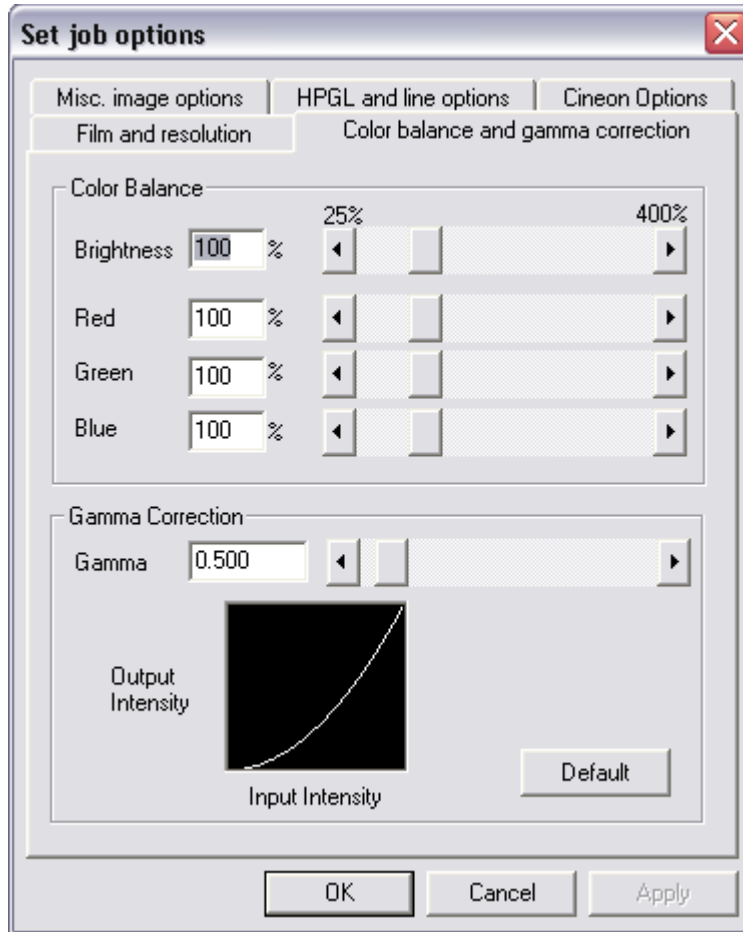 Set job options
Misc. image options
HPGL and line options
Cineon Options
Film and resolution
Color balance and gamma correction
Color Balance
25%
400%
Brightness 100 %
Red 100 %
Green 100 %
Blue 100 %
Gamma Correction
Gamma 0.500
Output
Intensity
Input Intensity
Default
OK
Cancel
Apply